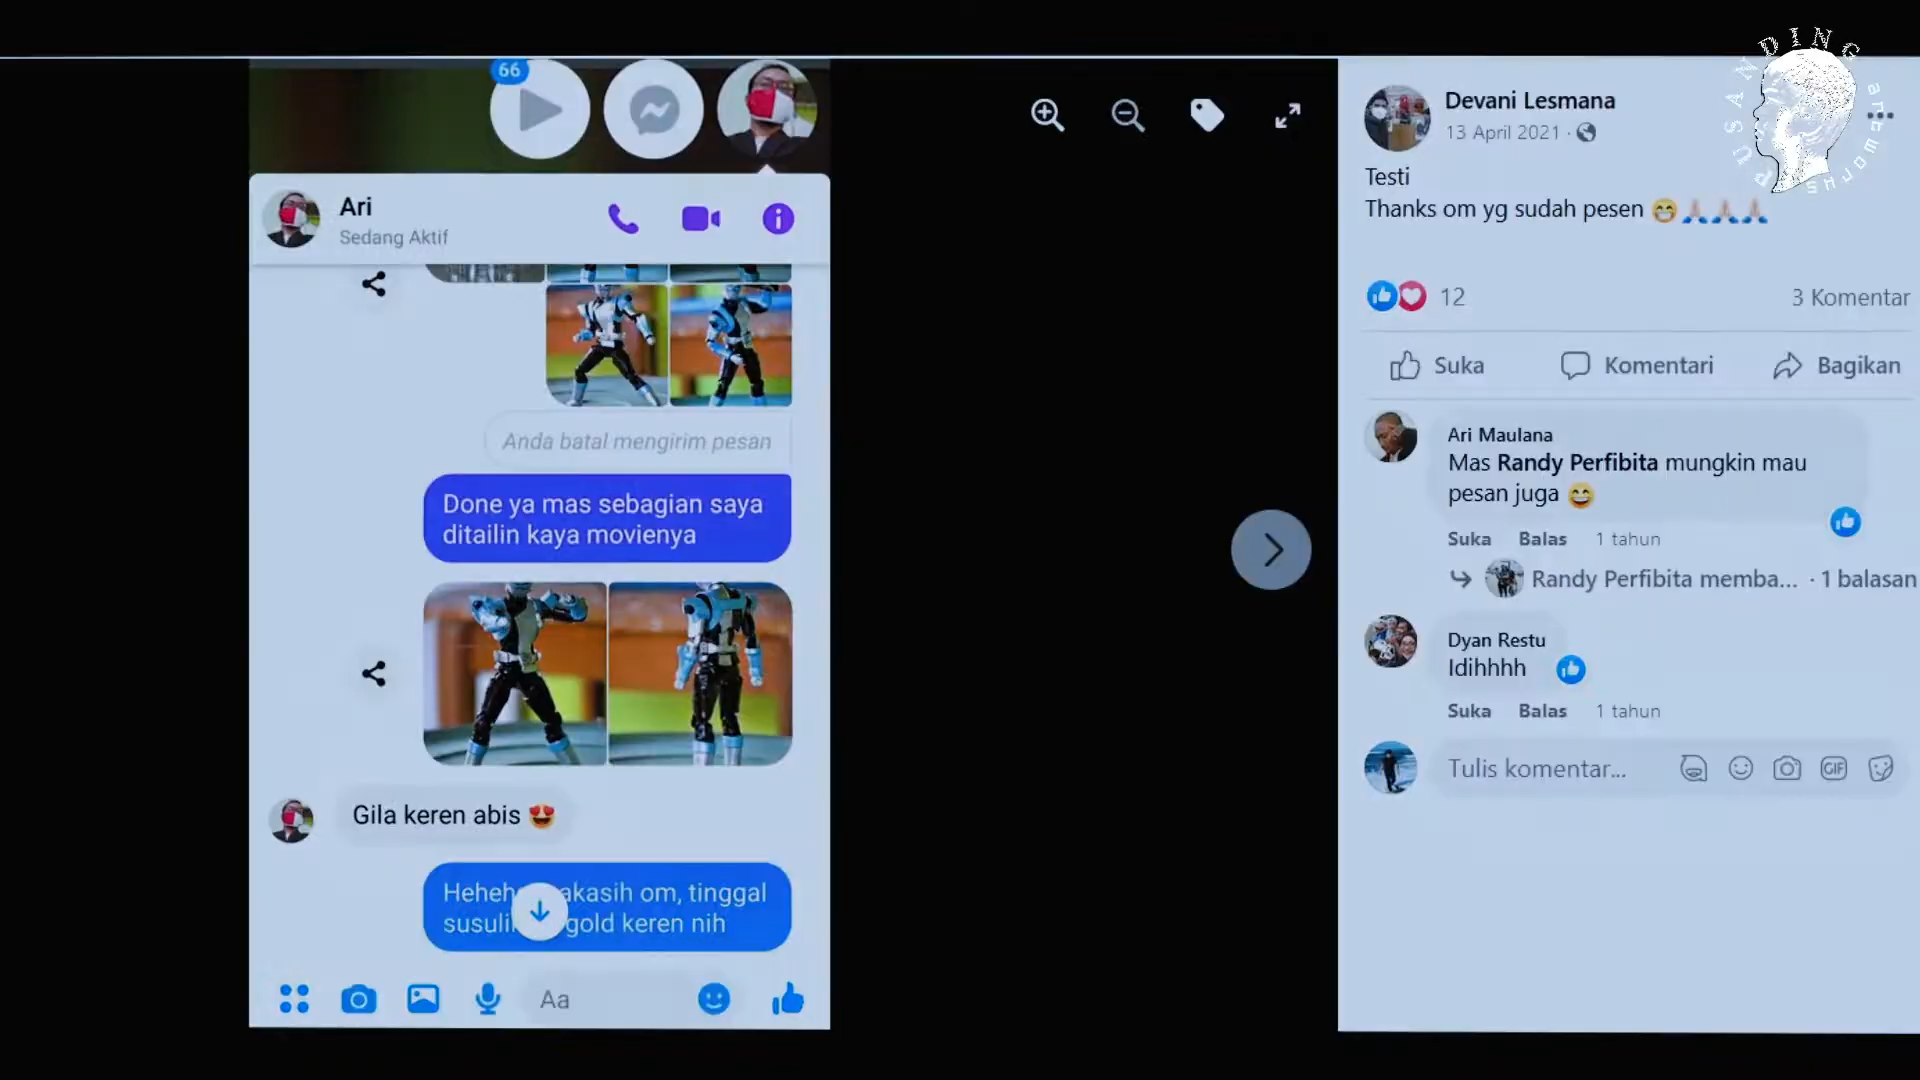 66
Ari
Sedang Aktif
Anda batal mengirim pesan
Done ya mas sebagian saya
ditailin kaya movienya
Gila keren abis 😍
akasih om, tinggal
gold keren nih
Aa
PUSANDING
artworks
Devani Lesmana
13 April 2021 ·
Testi
Thanks om yg sudah pesen 😁🙏🏻🙏🏻🙏🏻
12
3 Komentar
Suka Komentari Bagikan
Ari Maulana
Mas Randy Perfibita mungkin mau
pesan juga 😄
Suka Balas 1 tahun
Randy Perfibita memba... · 1 balasan
Dyan Restu
Idihhhh
Suka Balas 1 tahun
Tulis komentar...
GIF